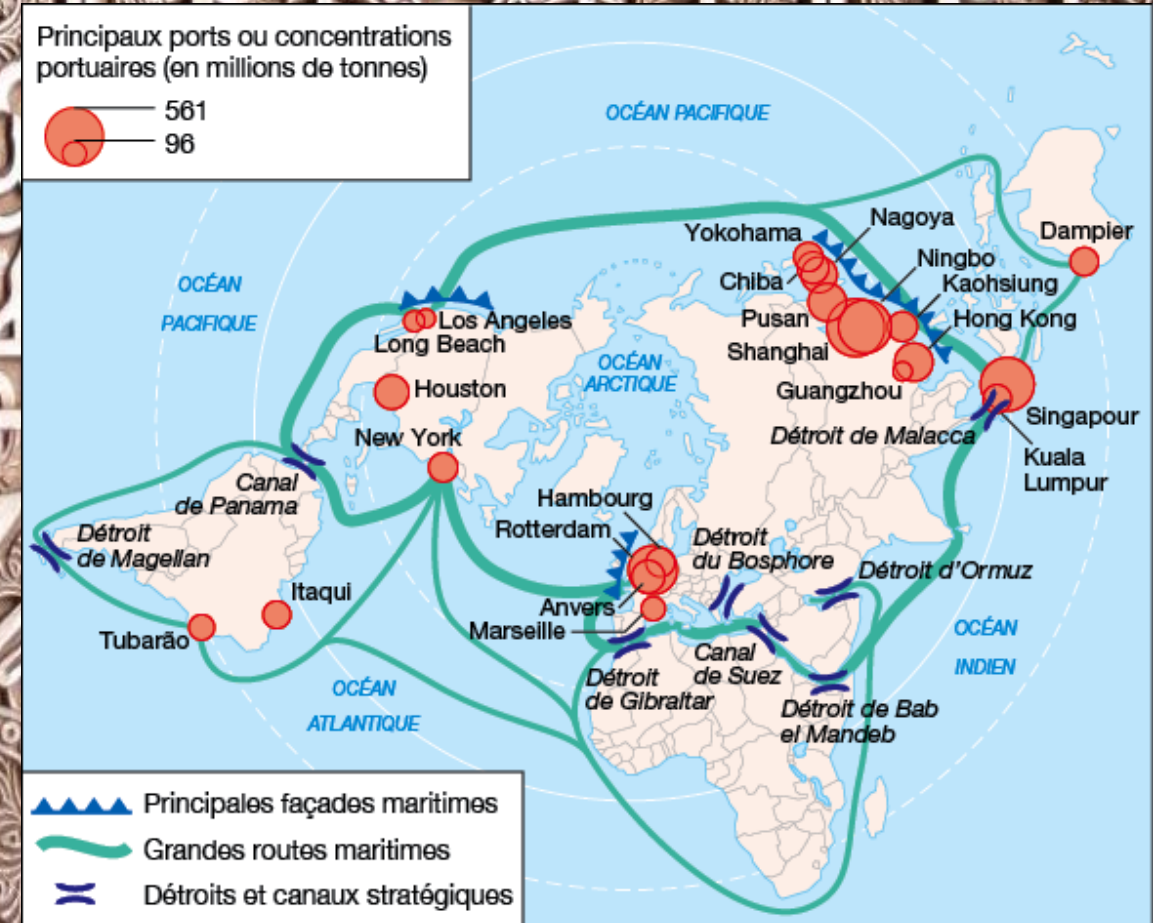 Principaux ports ou concentrations
portuaires (en millions de tonnes)
561
96
OCÉAN PACIFIQUE
OCÉAN
PACIFIQUE
Yokohama
Nagoya
Dampier
Chiba
Ningbo
Kaohsiung
Pusan
Hong Kong
Shanghai
Guangzhou
Los Angeles
Long Beach
OCÉAN
ARCTIQUE
Houston
Singapour
New York
Détroit de Malacca
Kuala
Lumpur
Canal
de Panama
Hambourg
Rotterdam
Détroit
du Bosphore
Détroit
de Magellan
Détroit d'Ormuz
Itaqui
Anvers
Tubarão
Marseille
OCÉAN
INDIEN
Canal
de Suez
Détroit
de Gibraltar
OCÉAN
ATLANTIQUE
Détroit de Bab
el Mandeb
Principales façades maritimes
Grandes routes maritimes
Détroits et canaux stratégiques